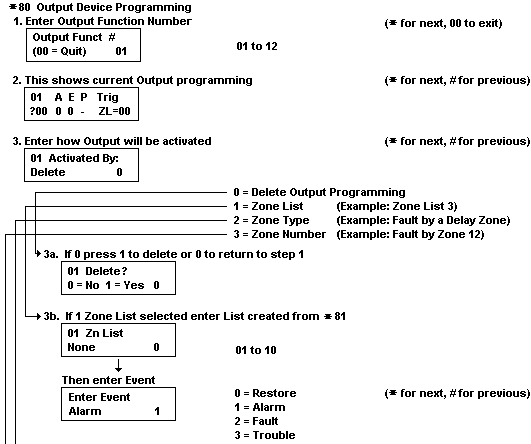 ✱80 Output Device Programming
1. Enter Output Function Number (✱ for next, 00 to exit)
Output Funct #
(00 = Quit) 01
01 to 12
2. This shows current Output programming (✱ for next, # for previous)
01 A E P Trig
?00 0 0 - ZL=00
3. Enter how Output will be activated (✱ for next, # for previous)
01 Activated By:
Delete 0
0 = Delete Output Programming
1 = Zone List (Example: Zone List 3)
2 = Zone Type (Example: Fault by a Delay Zone)
3 = Zone Number (Example: Fault by Zone 12)
3a. If 0 press 1 to delete or 0 to return to step 1
01 Delete?
0 = No 1 = Yes 0
3b. If 1 Zone List selected enter List created from ✱ 81
01 Zn List
None 0
01 to 10
Then enter Event
Enter Event
Alarm 1
0 = Restore (✱ for next, # for previous)
1 = Alarm
2 = Fault
3 = Trouble